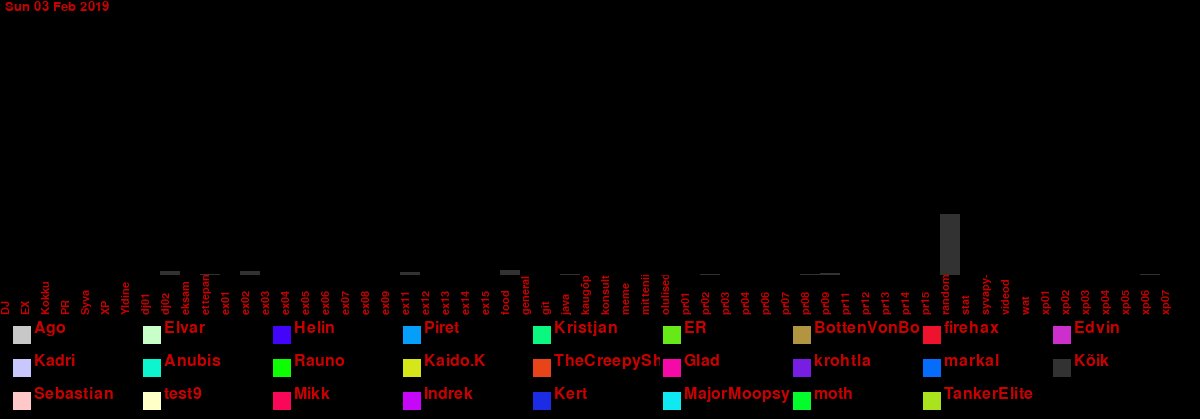 Sun 03 Feb 2019
DJ
EX
Kokku
PR
Syva
XP
Yldine
dj01
dj02
eksam
ettepan
ex01
ex02
ex03
ex04
ex05
ex06
ex07
ex08
ex09
ex11
ex12
ex13
ex14
ex15
food
general
git
java
kaugõp
konsult
meme
mitteni
olulised
pr01
pr02
pr03
pr04
pr06
pr07
pr08
pr09
pr11
pr12
pr13
pr14
pr15
random
stat
syvapy-
videod
wat
xp01
xp02
xp03
xp04
xp05
xp06
xp07
Ago Elvar Helin Piret Kristjan ER BottenVonBo firehax Edvin
Kadri Anubis Rauno Kaido.K TheCreepySh Glad krohtla markal Kõik
Sebastian test9 Mikk Indrek Kert MajorMoopsy moth TankerElite